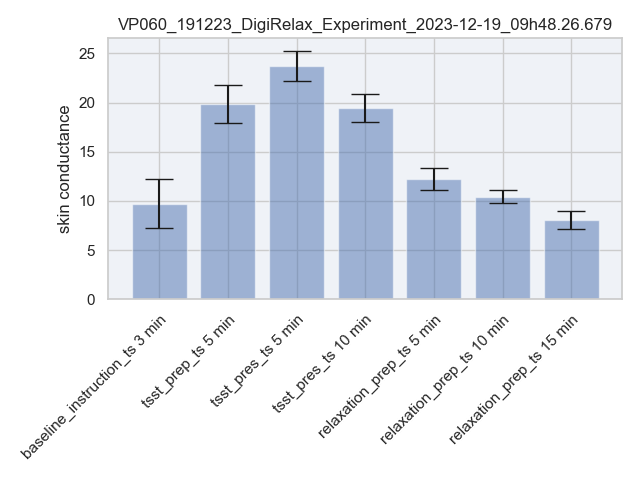 VP060_191223_DigiRelax_Experiment_2023-12-19_09h48.26.679
skin conductance
25
20
15
10
5
0
baseline_instruction_ts 3 min
tsst_prep_ts 5 min
tsst_pres_ts 5 min
tsst_pres_ts 10 min
relaxation_prep_ts 5 min
relaxation_prep_ts 10 min
relaxation_prep_ts 15 min